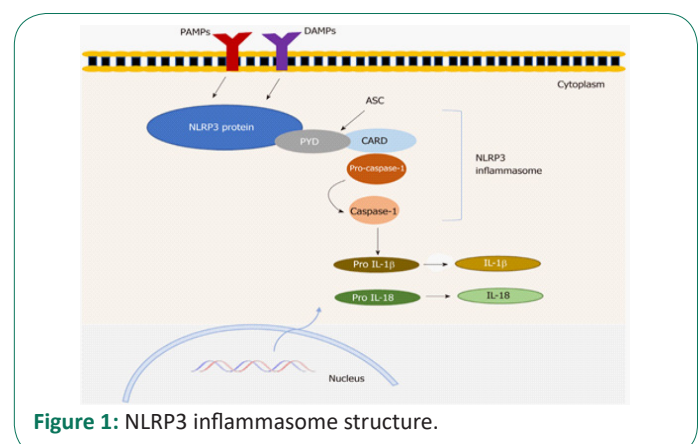 PAMPs
DAMPs
Cytoplasm
ASC
NLRP3 protein
PYD
CARD
NLRP3
inflammasome
Pro-caspase-1
Caspase-1
Pro IL-1β
IL-1β
Pro IL-18
IL-18
Nucleus
Figure 1: NLRP3 inflammasome structure.